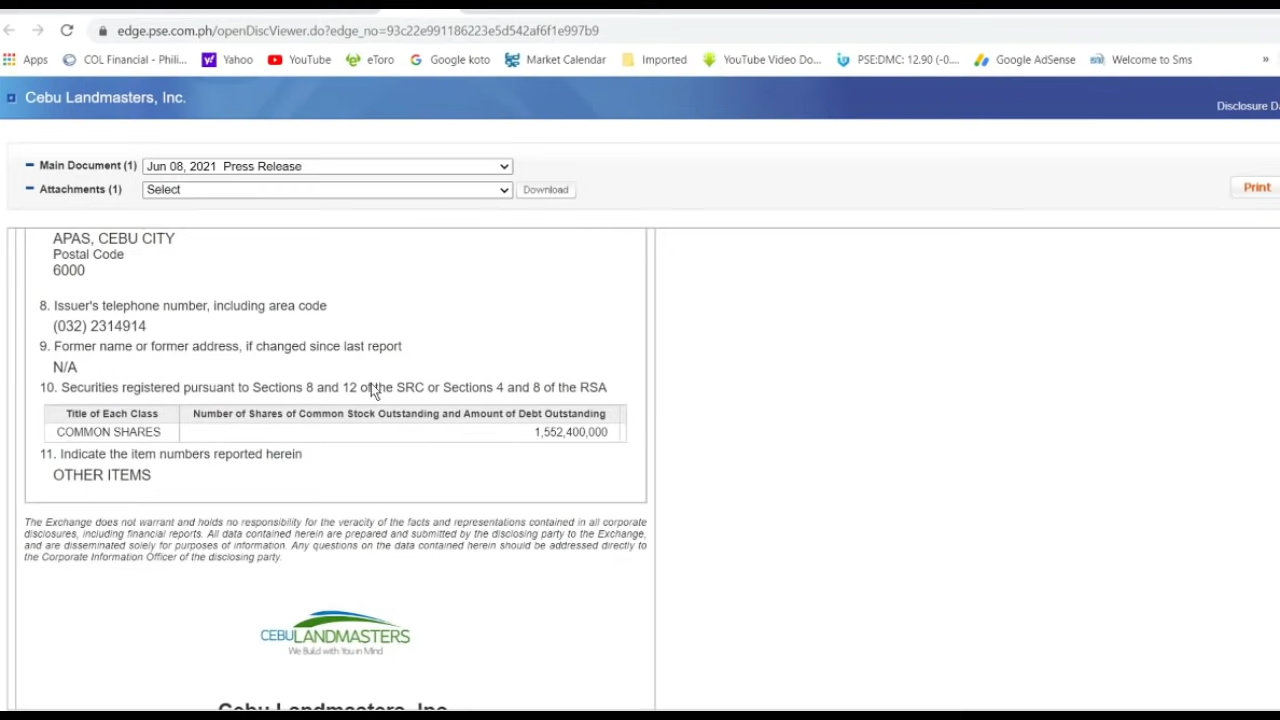 edge.pse.com.ph/openDiscViewer.do?edge_no=93c22e991186223e5d542af6f1e997b9
Apps COL Financial - Phili... Yahoo YouTube eToro Google koto Market Calendar Imported YouTube Video Do... PSE:DMC: 12.90 (-0.... Google AdSense Welcome to Sms »
Cebu Landmasters, Inc.
Disclosure Da
Main Document (1) Jun 08, 2021 Press Release
Attachments (1) Select Download
Print
APAS, CEBU CITY
Postal Code
6000
8. Issuer's telephone number, including area code
(032) 2314914
9. Former name or former address, if changed since last report
N/A
10. Securities registered pursuant to Sections 8 and 12 of the SRC or Sections 4 and 8 of the RSA
Title of Each Class Number of Shares of Common Stock Outstanding and Amount of Debt Outstanding
COMMON SHARES 1,552,400,000
11. Indicate the item numbers reported herein
OTHER ITEMS
The Exchange does not warrant and holds no responsibility for the veracity of the facts and representations contained in all corporate
disclosures, including financial reports. All data contained herein are prepared and submitted by the disclosing party to the Exchange,
and are disseminated solely for purposes of information. Any questions on the data contained herein should be addressed directly to
the Corporate Information Officer of the disclosing party.
CEBULANDMASTERS
We Build with You in Mind
Cebu Landmasters, Inc.